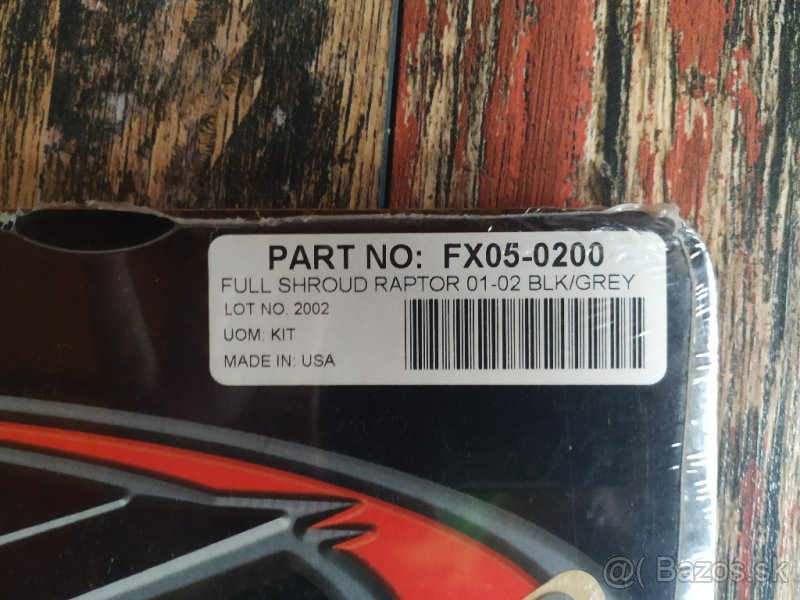 PART NO: FX05-0200
FULL SHROUD RAPTOR 01-02 BLK/GREY
LOT NO. 2002
UOM: KIT
MADE IN: USA
@( Bazos.sk